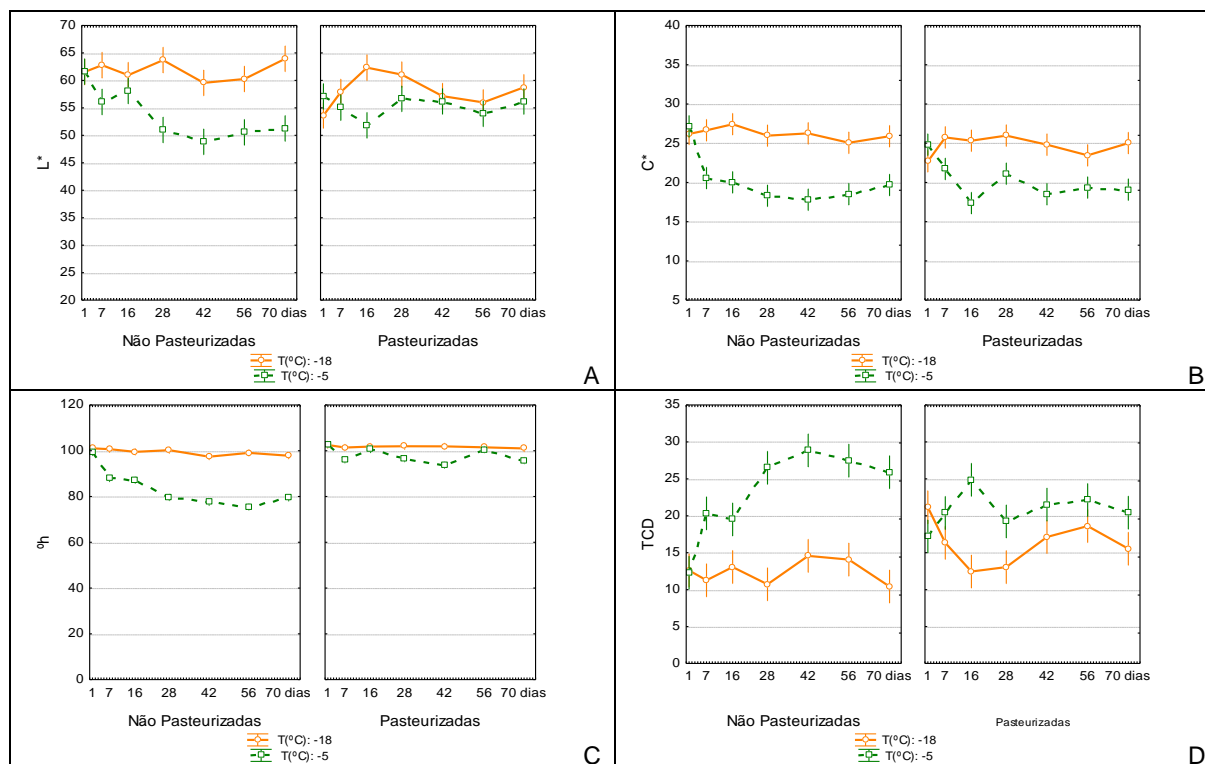 70
65
60
55
50
45
40
35
30
25
20
L*
1 7 16 28 42 56 70 dias
1 7 16 28 42 56 70 dias
Não Pasteurizadas
Pasteurizadas
T(ºC): -18
T(ºC): -5
A
40
35
30
25
20
15
10
5
C*
1 7 16 28 42 56 70 dias
1 7 16 28 42 56 70 dias
Não Pasteurizadas
Pasteurizadas
T(ºC): -18
T(ºC): -5
B
120
100
80
60
40
20
0
ºh
1 7 16 28 42 56 70 dias
1 7 16 28 42 56 70 dias
Não Pasteurizadas
Pasteurizadas
T(ºC): -18
T(ºC): -5
C
35
30
25
20
15
10
5
0
TCD
1 7 16 28 42 56 70 dias
1 7 16 28 42 56 70 dias
Não Pasteurizadas
Pasteurizadas
T(ºC): -18
T(ºC): -5
D